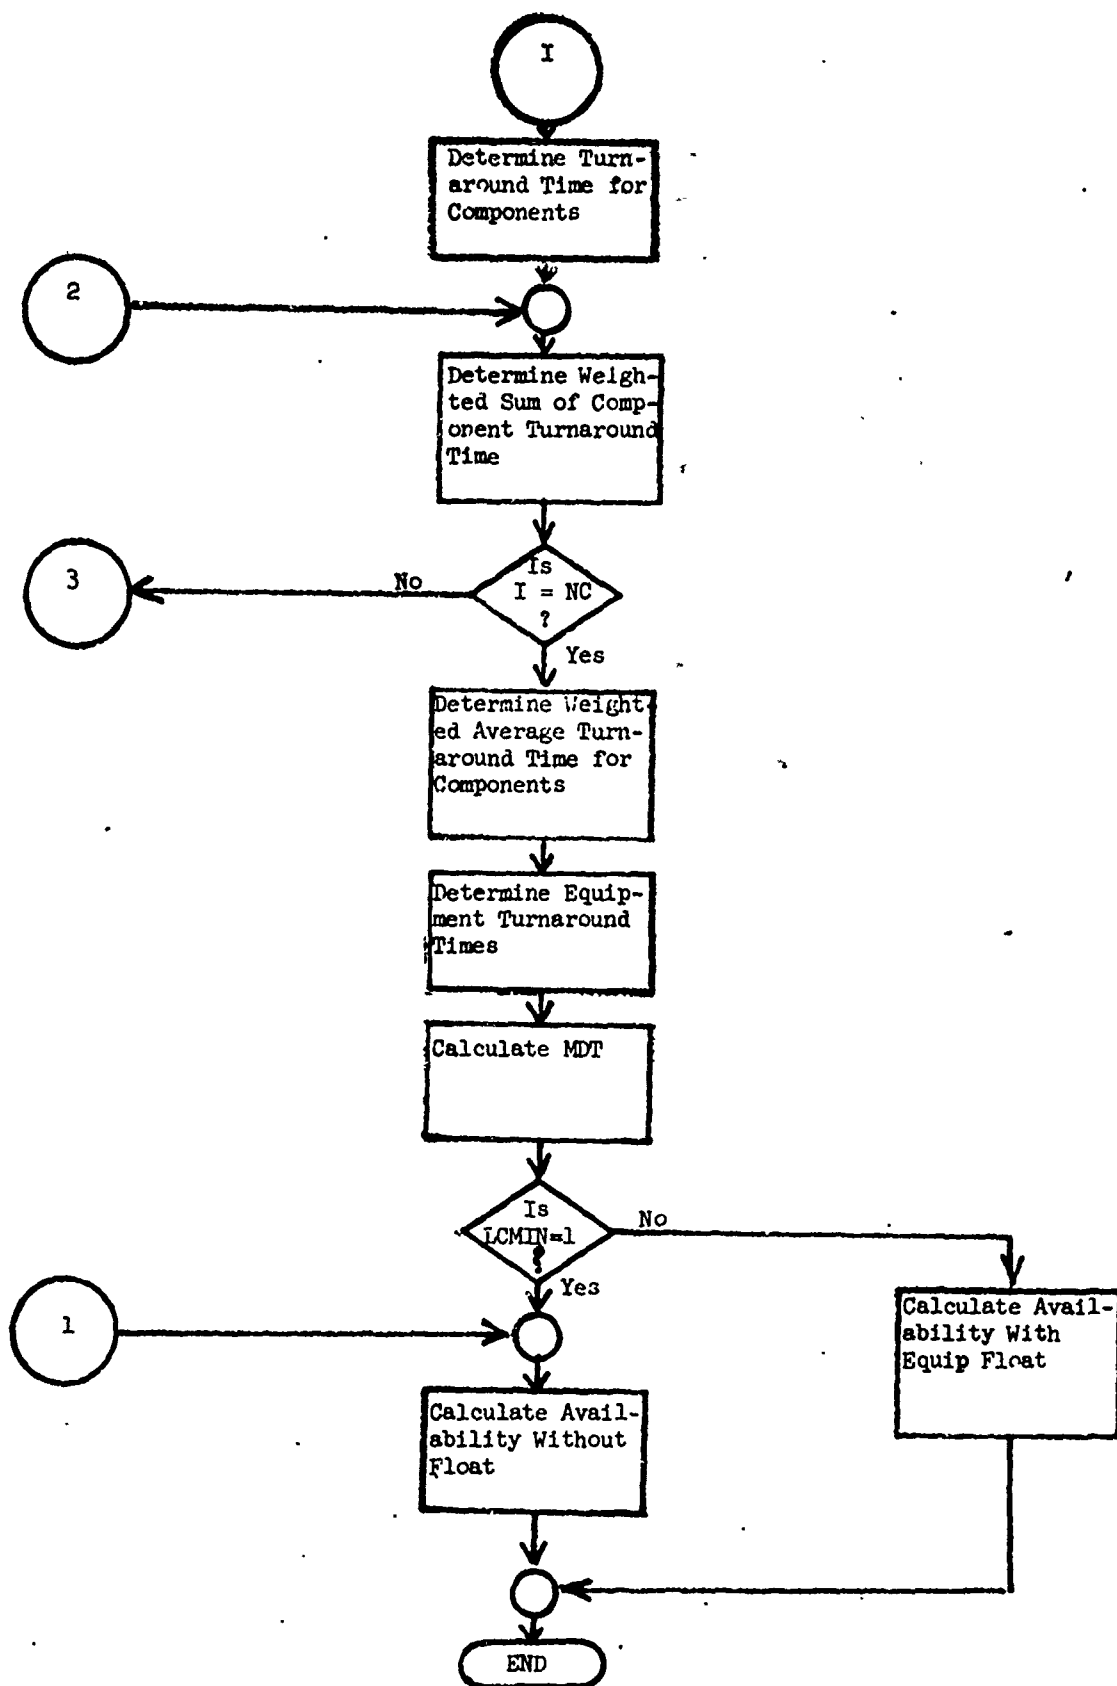 I
Determine Turn-
around Time for
Components
2
Determine Weigh-
ted Sum of Comp-
onent Turnaround
Time
3
No
Is
I = NC
?
Yes
Determine Weight-
ed Average Turn-
around Time for
Components
Determine Equip-
ment Turnaround
Times
Calculate MDT
Is
LCMIN=1
?
No
Yes
1
Calculate Avail-
ability With
Equip Float
Calculate Avail-
ability Without
Float
END